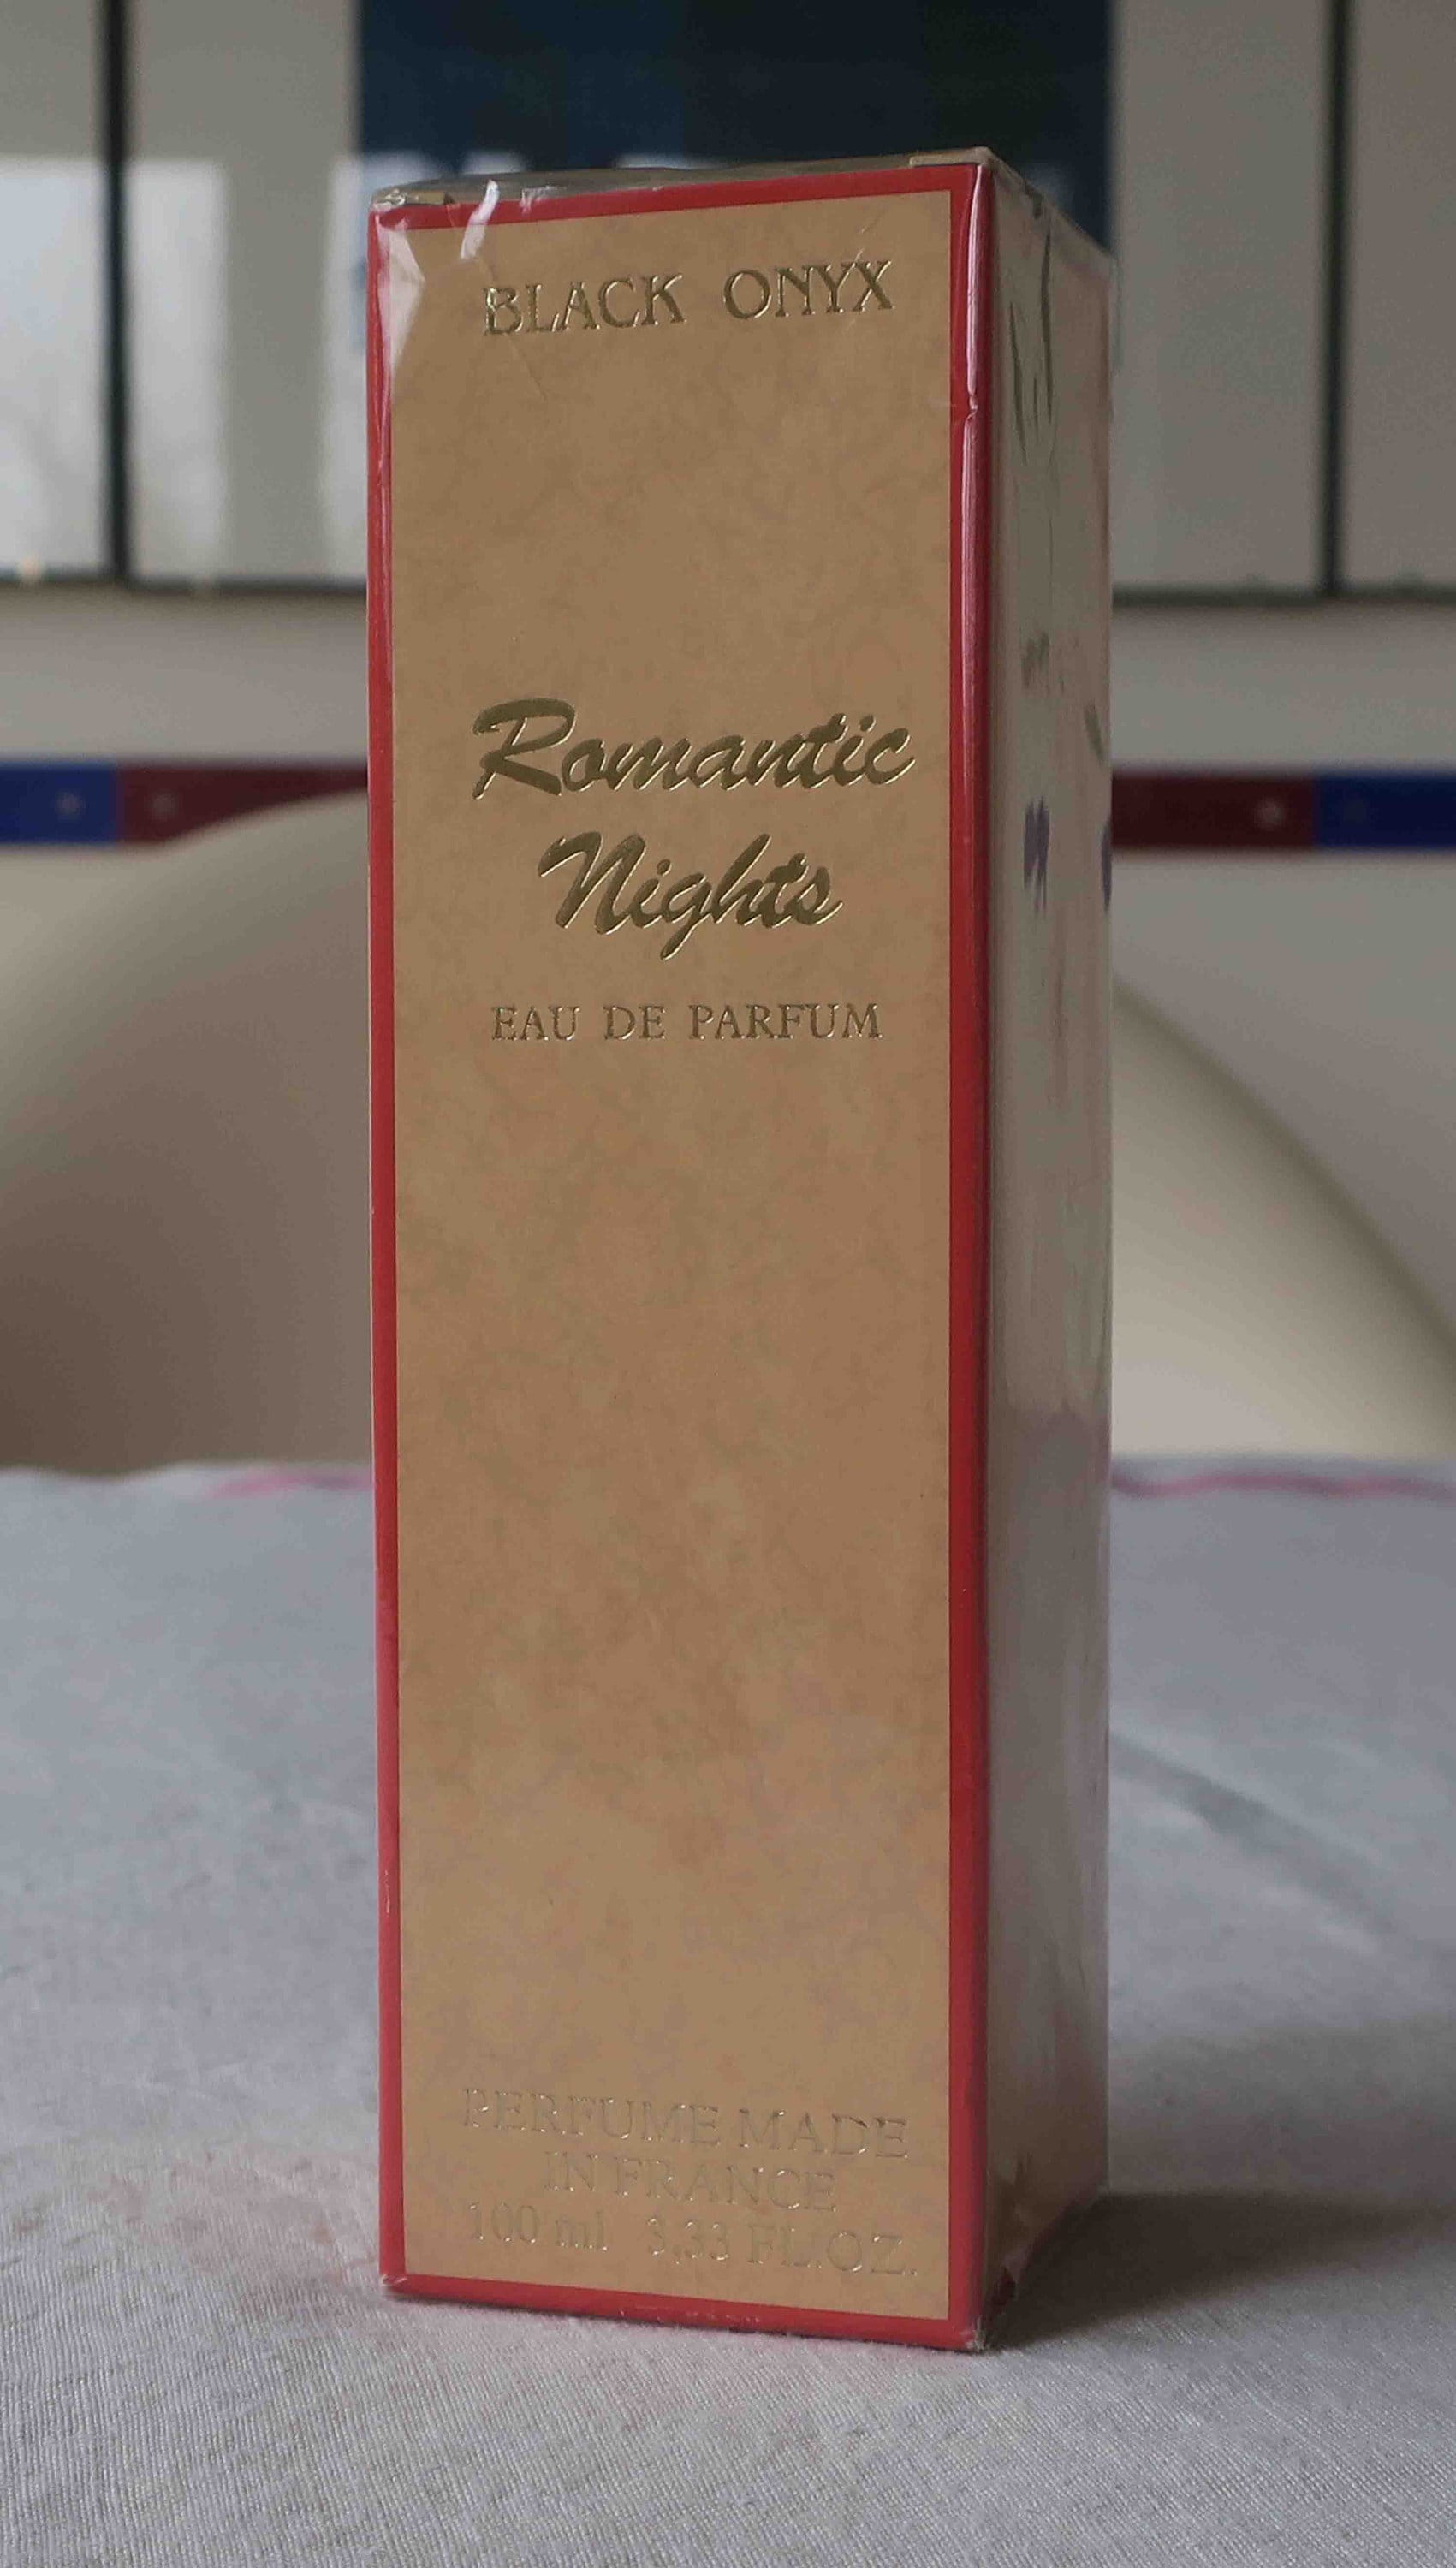 BLACK ONYX
Romantic
Nights
EAU DE PARFUM
PERFUME MADE
IN FRANCE
100 ml 3,33 FL.OZ.